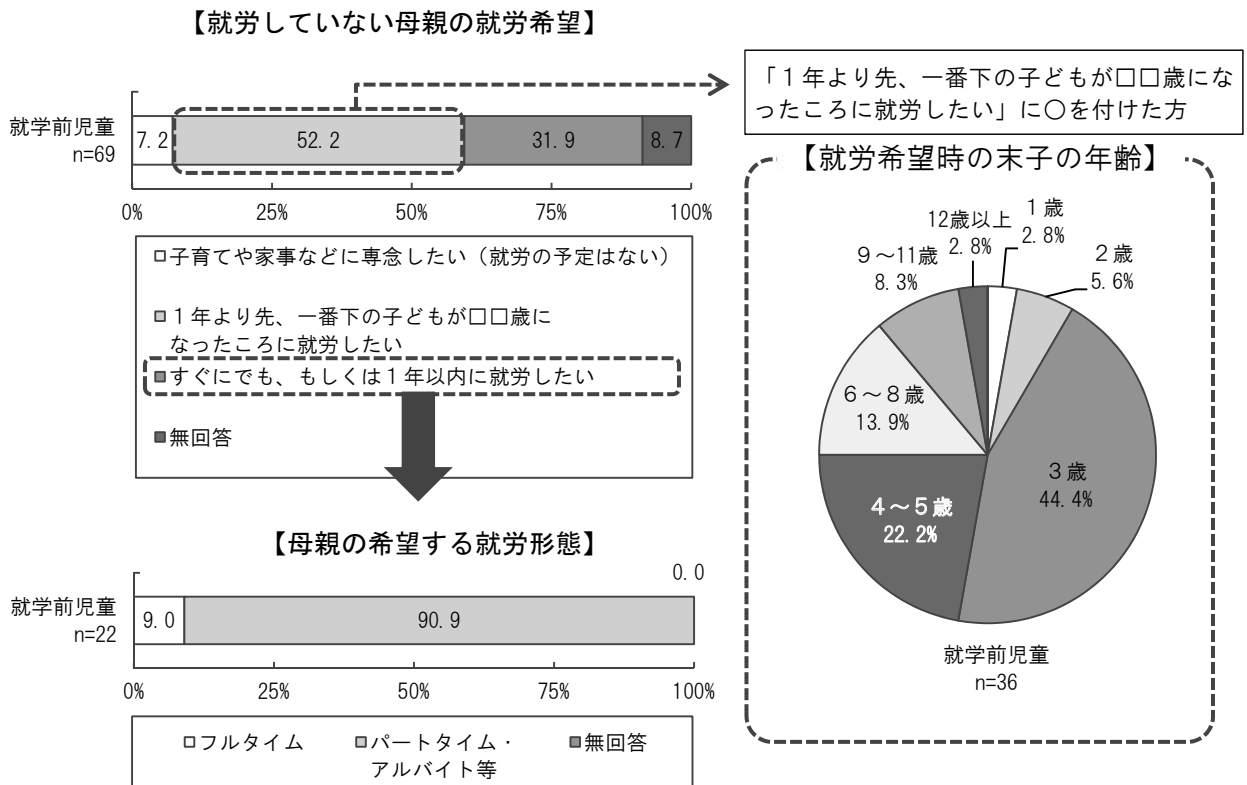 【就労していない母親の就労希望】
就学前児童
n=69
7.2
52.2
31.9
8.7
0%
25%
50%
75%
100%
子育てや家事などに専念したい（就労の予定はない）
１年より先、一番下の子どもが□□歳に
なったころに就労したい
すぐにでも、もしくは１年以内に就労したい
無回答
【母親の希望する就労形態】
就学前児童
n=22
9.0
90.9
0.0
0%
25%
50%
75%
100%
フルタイム
パートタイム・
アルバイト等
無回答
「１年より先、一番下の子どもが□□歳にな
ったころに就労したい」に○を付けた方
【就労希望時の末子の年齢】
１歳
2.8%
２歳
5.6%
３歳
44.4%
４～５歳
22.2%
６～８歳
13.9%
９～11歳
8.3%
12歳以上
2.8%
就学前児童
n=36